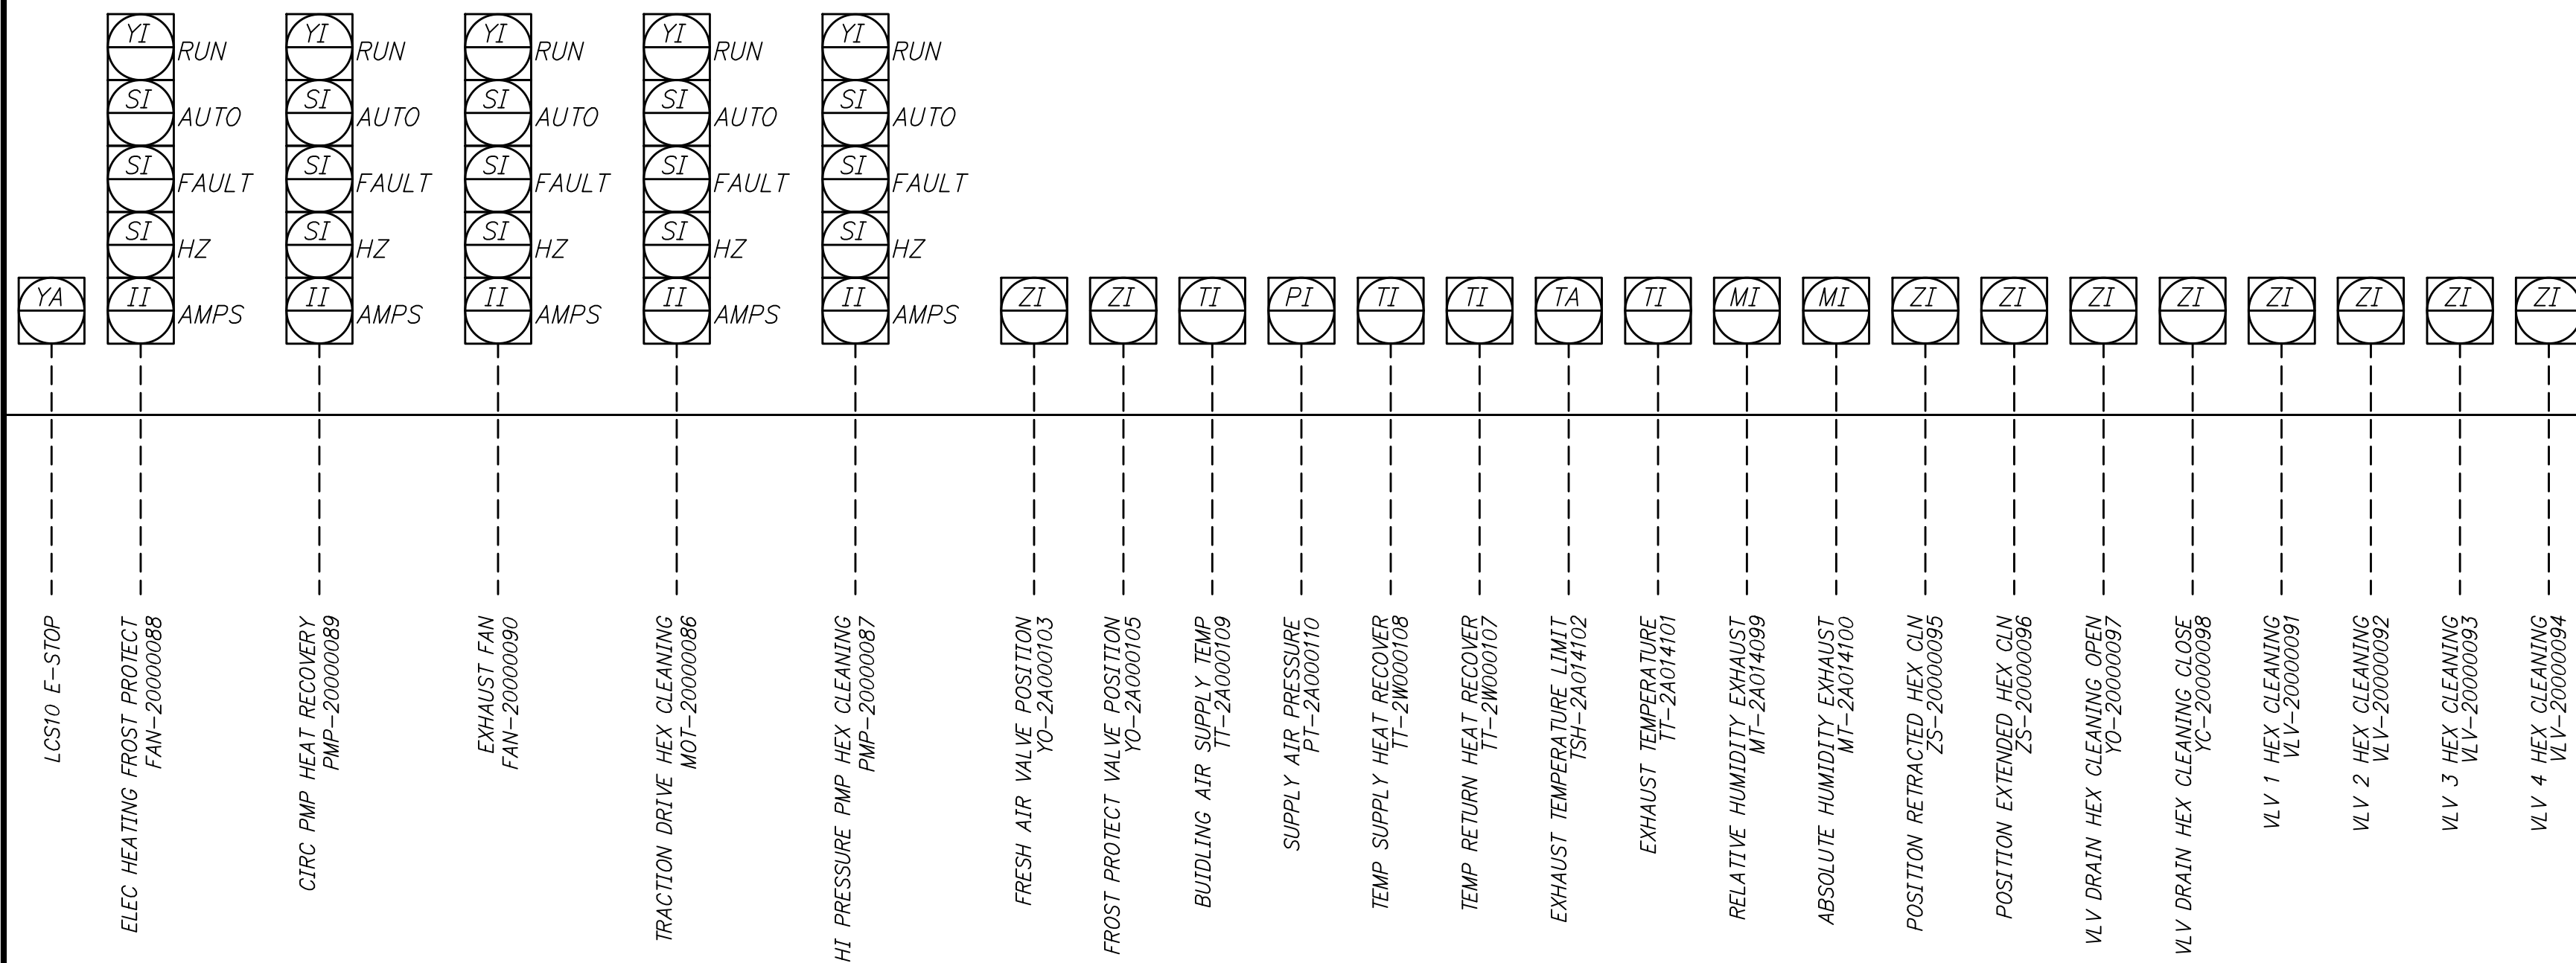 YI RUN YI RUN YI RUN YI RUN YI RUN
SI AUTO SI AUTO SI AUTO SI AUTO SI AUTO
SI FAULT SI FAULT SI FAULT SI FAULT SI FAULT
SI HZ SI HZ SI HZ SI HZ SI HZ
YA II AMPS II AMPS II AMPS II AMPS II AMPS ZI ZI TI PI TI TI TA TI MI MI ZI ZI ZI ZI ZI ZI ZI ZI
LCS10 E-STOP
ELEC HEATING FROST PROTECT
FAN-20000088
CIRC PMP HEAT RECOVERY
PMP-20000089
EXHAUST FAN
FAN-20000090
TRACTION DRIVE HEX CLEANING
MOT-20000086
HI PRESSURE PMP HEX CLEANING
PMP-20000087
FRESH AIR VALVE POSITION
YO-2A000103
FROST PROTECT VALVE POSITION
YO-2A000105
BUIDLING AIR SUPPLY TEMP
TT-2A000109
SUPPLY AIR PRESSURE
PT-2A000110
TEMP SUPPLY HEAT RECOVER
TT-2W000108
TEMP RETURN HEAT RECOVER
TT-2W000107
EXHAUST TEMPERATURE LIMIT
TSH-2A014102
EXHAUST TEMPERATURE
TT-2A014101
RELATIVE HUMIDITY EXHAUST
MT-2A014099
ABSOLUTE HUMIDITY EXHAUST
MT-2A014100
POSITION RETRACTED HEX CLN
ZS-20000095
POSITION EXTENDED HEX CLN
ZS-20000096
VLV DRAIN HEX CLEANING OPEN
YO-20000097
VLV DRAIN HEX CLEANING CLOSE
YC-20000098
VLV 1 HEX CLEANING
VLV-20000091
VLV 2 HEX CLEANING
VLV-20000092
VLV 3 HEX CLEANING
VLV-20000093
VLV 4 HEX CLEANING
VLV-20000094